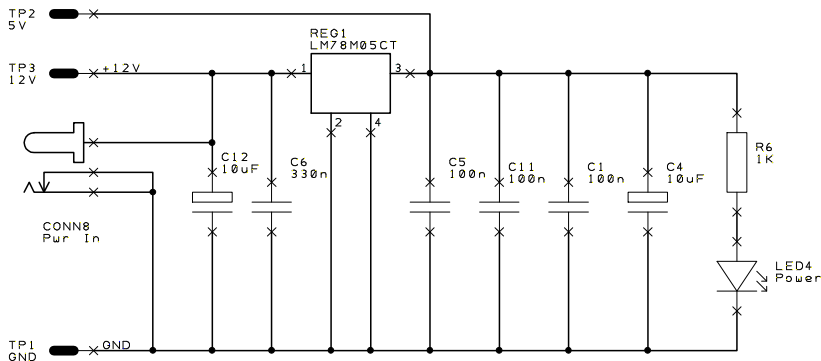 TP2
5V
REG1
LM78M05CT
TP3
12V
+12V
1
3
2
4
C12
10uF
C6
330n
C5
100n
C11
100n
C1
100n
C4
10uF
R6
1K
CONN8
Pwr In
LED4
Power
TP1
GND
GND